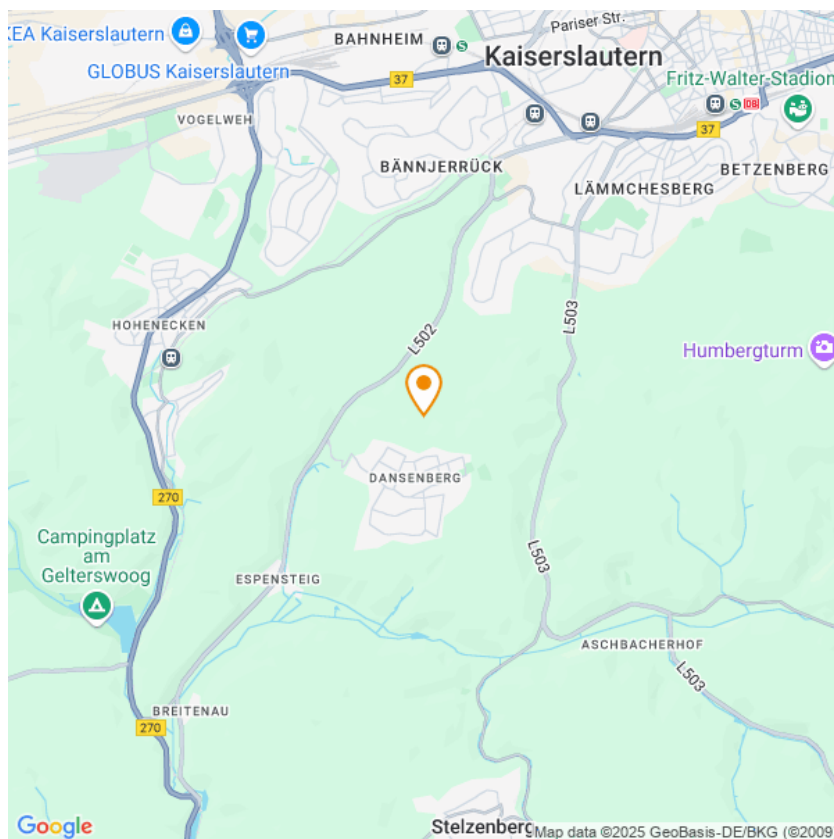 Pariser Str.
KEA Kaiserslautern
BAHNHEIM
S
Kaiserslautern
GLOBUS Kaiserslautern
37
Fritz-Walter-Stadion
S
DB
VOGELWEH
37
BÄNNJERRÜCK
BETZENBERG
LÄMMCHESBERG
HOHENECKEN
L503
L502
Humbergturm
DANSENBERG
270
Campingplatz
am
Gelterswoog
L503
ESPENSTEIG
ASCHBACHERHOF
L503
BREITENAU
270
Stelzenberg
Google
Map data ©2025 GeoBasis-DE/BKG (©2009